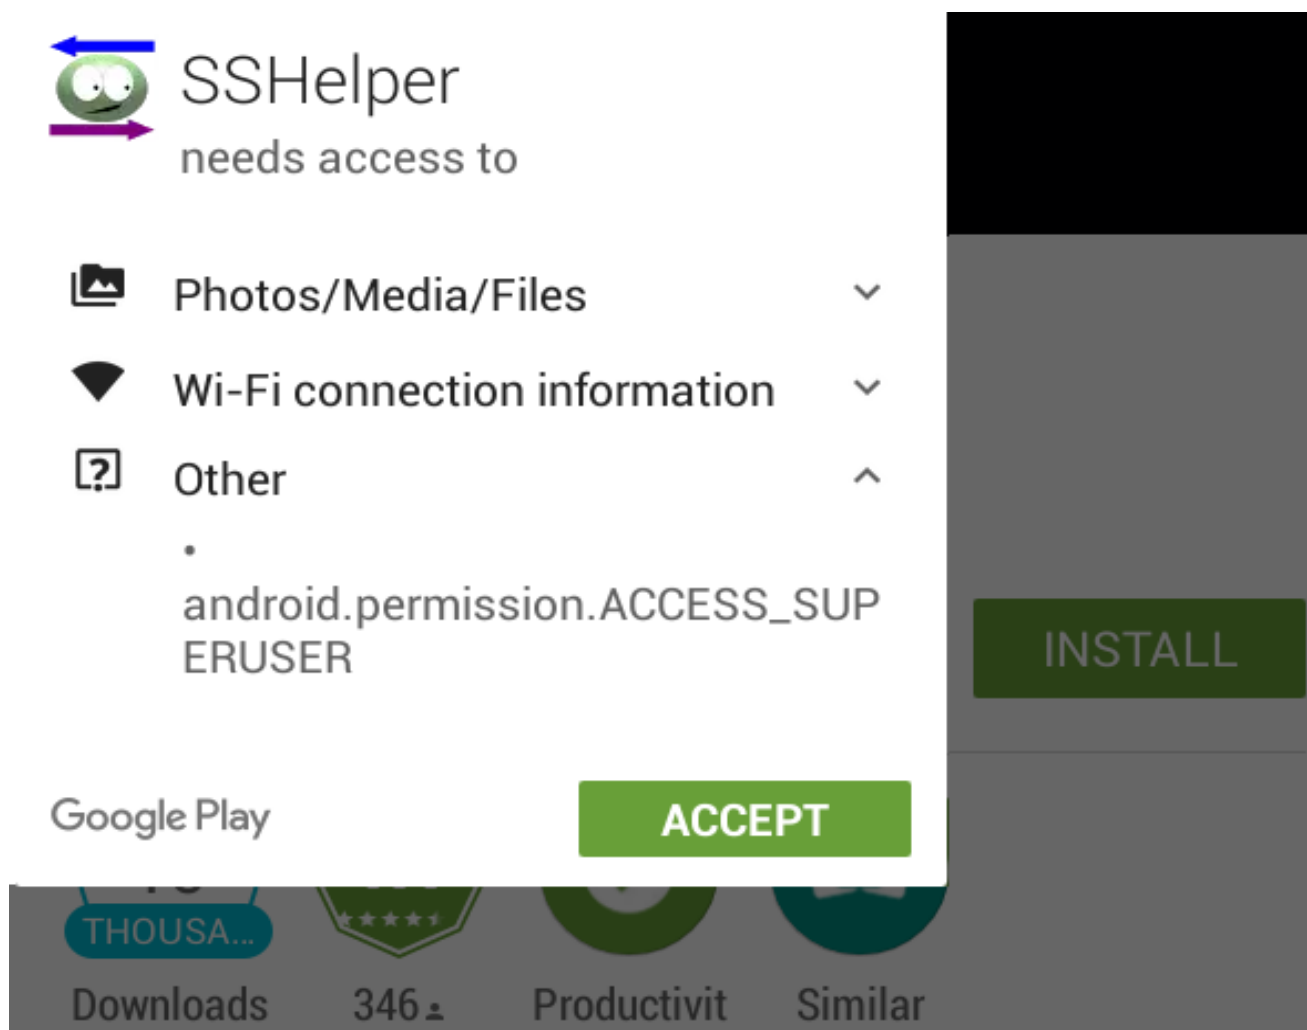 SSHelper
needs access to
Photos/Media/Files
Wi-Fi connection information
Other
•
android.permission.ACCESS_SUP
ERUSER
INSTALL
Google Play
ACCEPT
THOUSA...
Downloads
346
Productivit
Similar